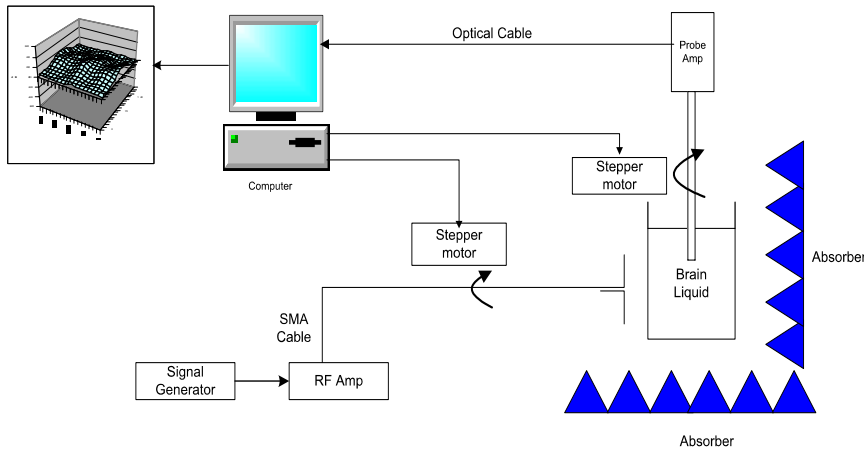 Optical Cable
Probe
Amp
Stepper
motor
Computer
Stepper
motor
Absorber
Brain
Liquid
SMA
Cable
Signal
Generator
RF Amp
Absorber